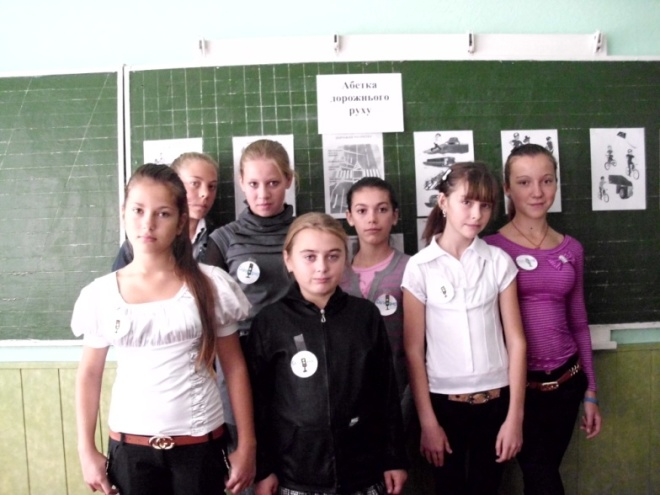 Абетка
дорожнього
руху